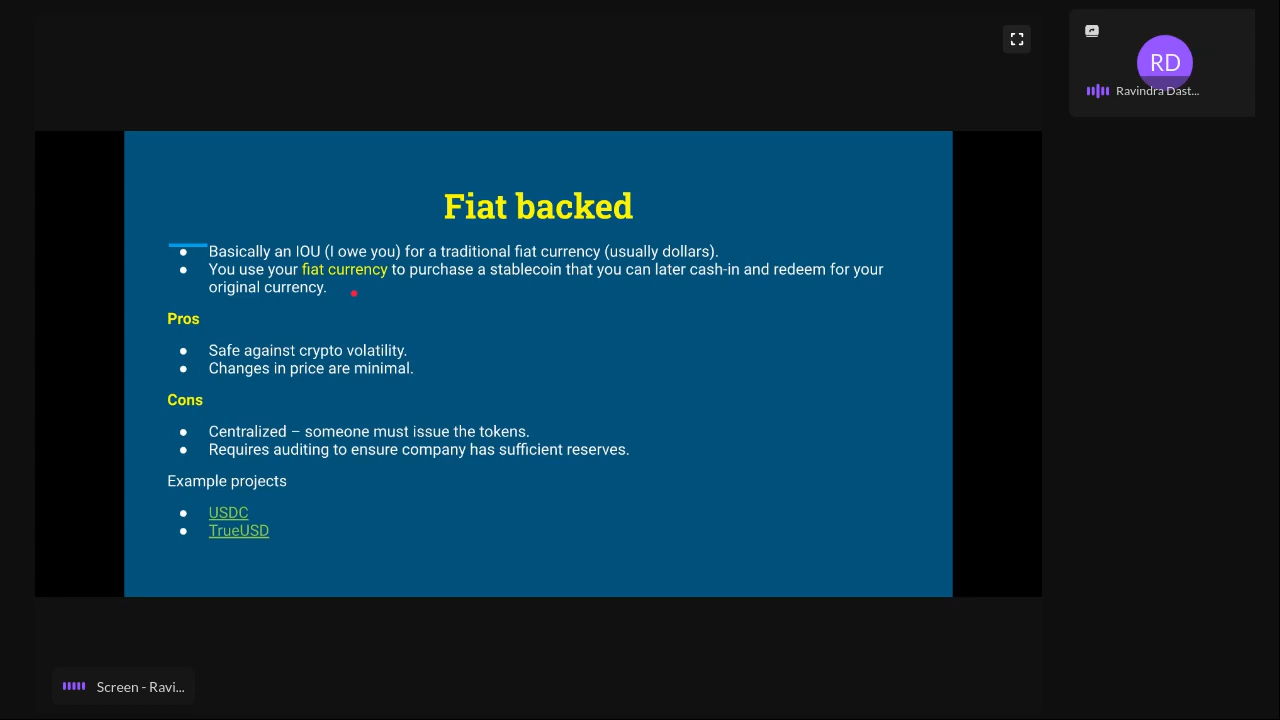 RD
Ravindra Dast...
Fiat backed
● Basically an IOU (I owe you) for a traditional fiat currency (usually dollars).
● You use your fiat currency to purchase a stablecoin that you can later cash-in and redeem for your
original currency.
Pros
● Safe against crypto volatility.
● Changes in price are minimal.
Cons
● Centralized – someone must issue the tokens.
● Requires auditing to ensure company has sufficient reserves.
Example projects
● USDC
● TrueUSD
Screen - Ravi...